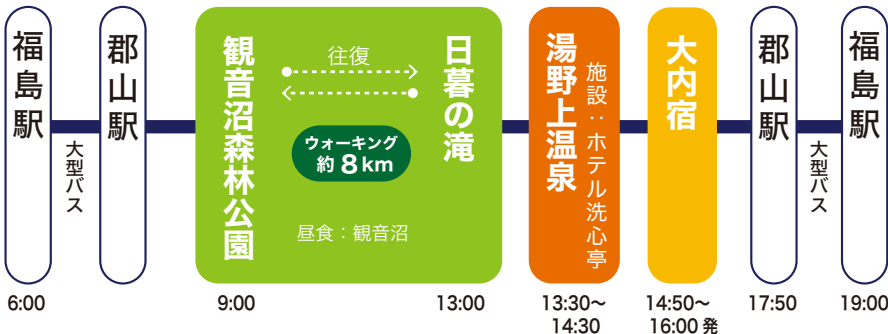 福島駅
大型バス
郡山駅
観音沼森林公園
往復
ウォーキング
約8km
昼食：観音沼
日暮の滝
湯野上温泉
施設：ホテル洗心亭
大内宿
郡山駅
大型バス
福島駅
6:00
9:00
13:00
13:30〜
14:30
14:50〜
16:00発
17:50
19:00